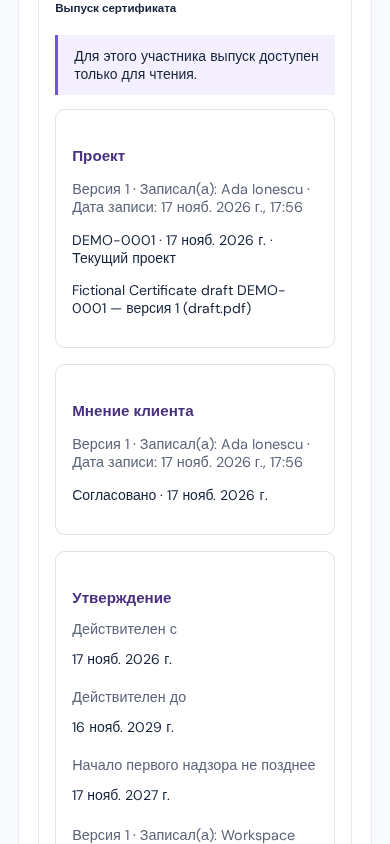 Выпуск сертификата
Для этого участника выпуск доступен
только для чтения.
Проект
Версия 1 · Записал(а): Ada Ionescu ·
Дата записи: 17 нояб. 2026 г., 17:56
DEMO-0001 · 17 нояб. 2026 г. ·
Текущий проект
Fictional Certificate draft DEMO-
0001 — версия 1 (draft.pdf)
Мнение клиента
Версия 1 · Записал(а): Ada Ionescu ·
Дата записи: 17 нояб. 2026 г., 17:56
Согласовано · 17 нояб. 2026 г.
Утверждение
Действителен с
17 нояб. 2026 г.
Действителен до
16 нояб. 2029 г.
Начало первого надзора не позднее
17 нояб. 2027 г.
Версия 1 · Записал(а): Workspace